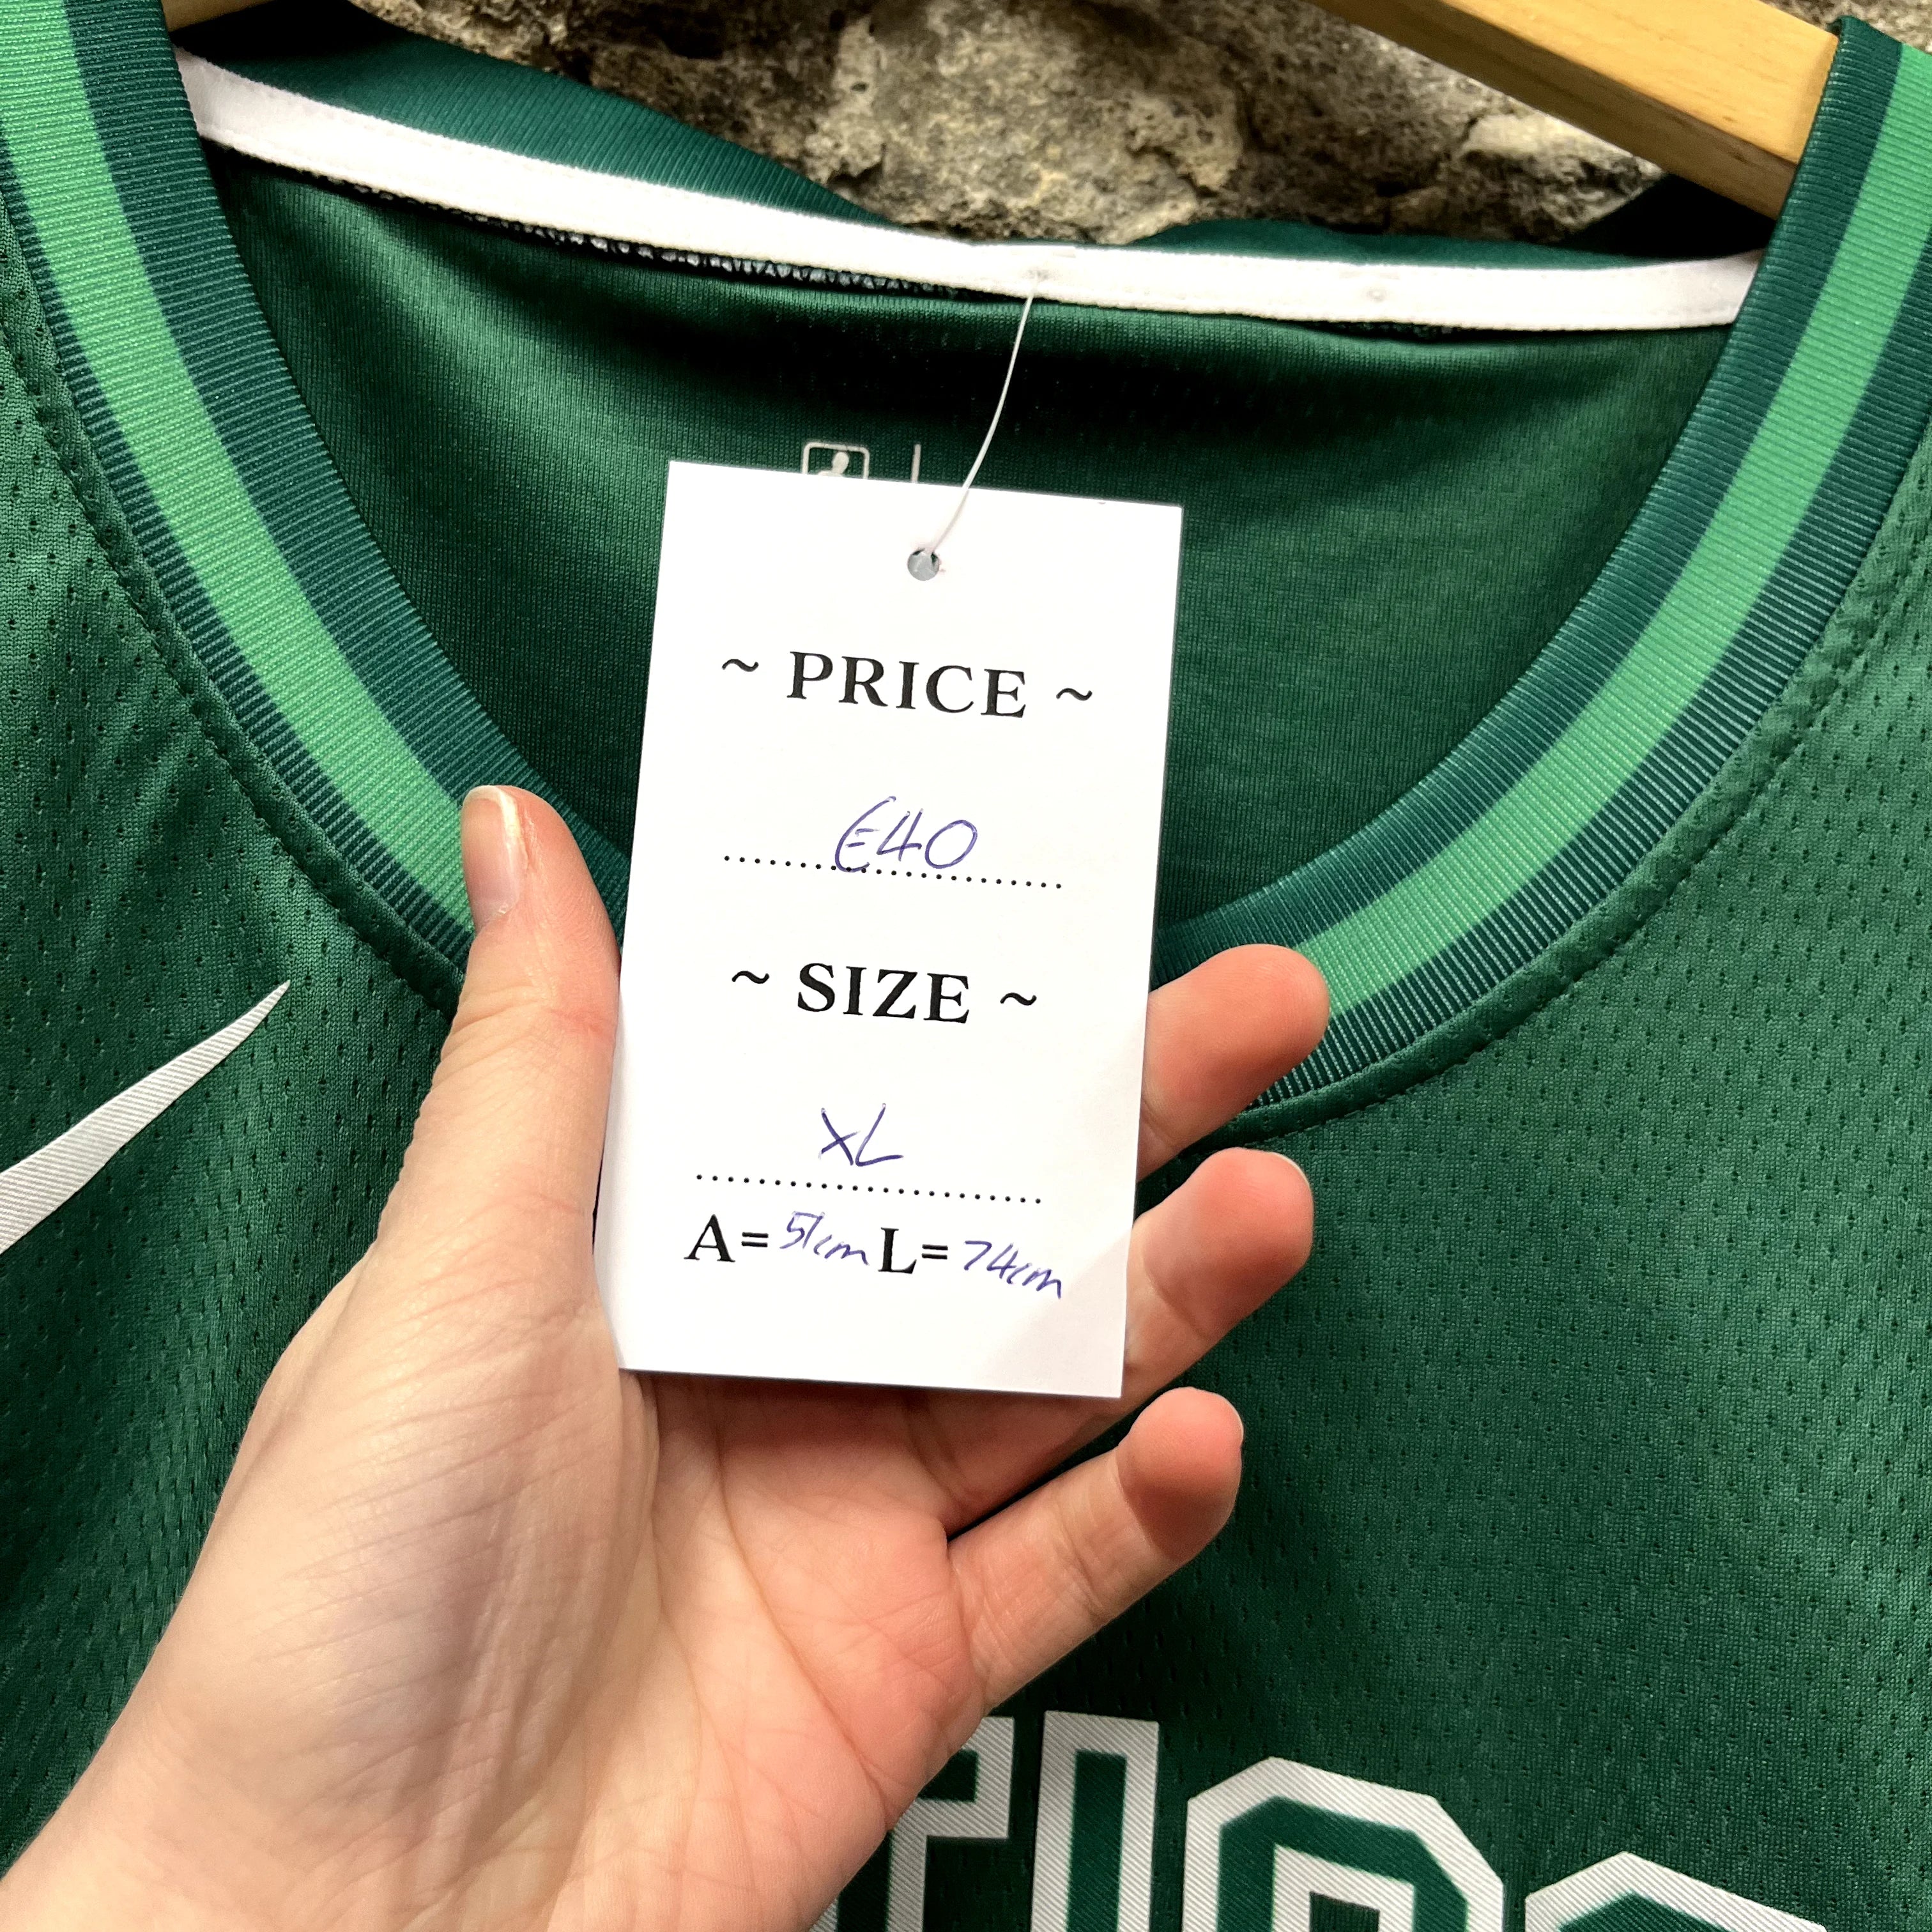 ~ PRICE ~
€40
~ SIZE ~
XL
A= 51cm L= 74cm